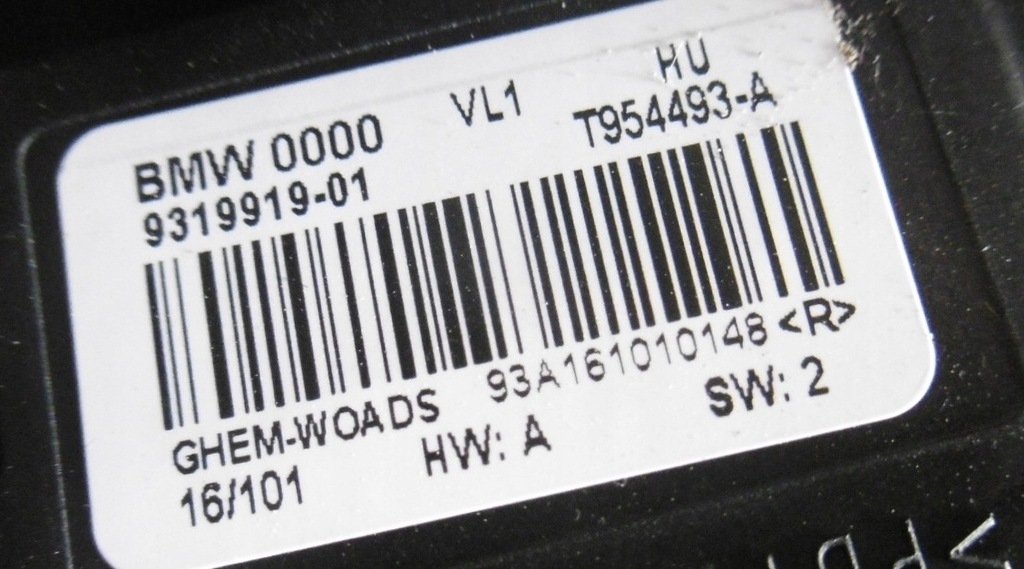 VL1 HU
BMW 0000 T954493-A
9319919-01
93A161010148 <R>
GHEM-WOADS
HW: A SW: 2
16/101